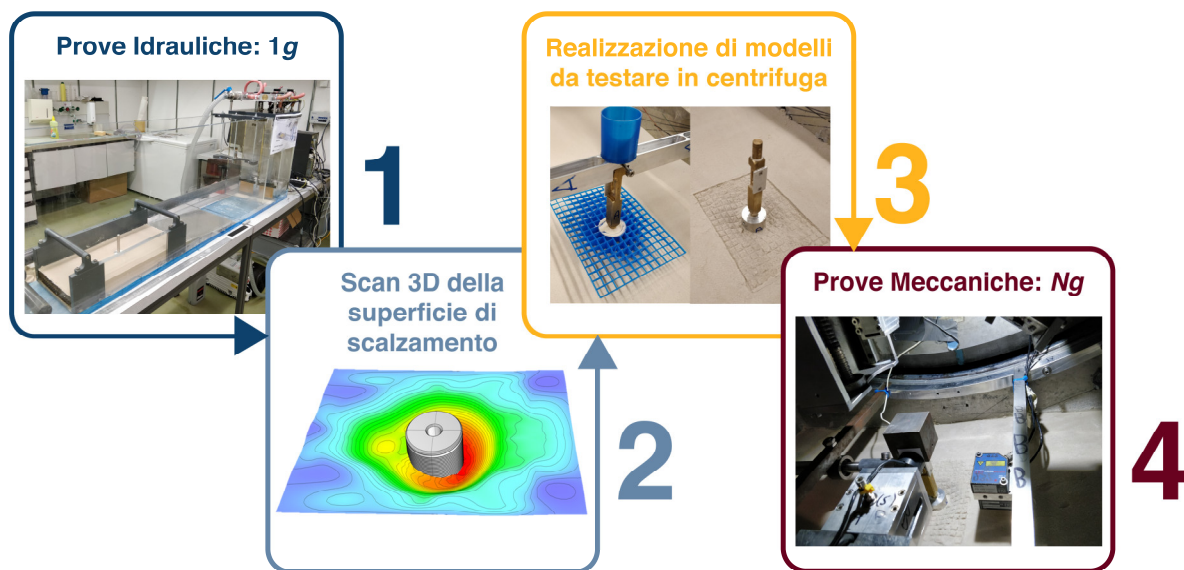 Prove Idrauliche: 1g
1
Scan 3D della
superficie di
scalzamento
2
Realizzazione di modelli
da testare in centrifuga
A
3
Prove Meccaniche: Ng
B
B
B
4